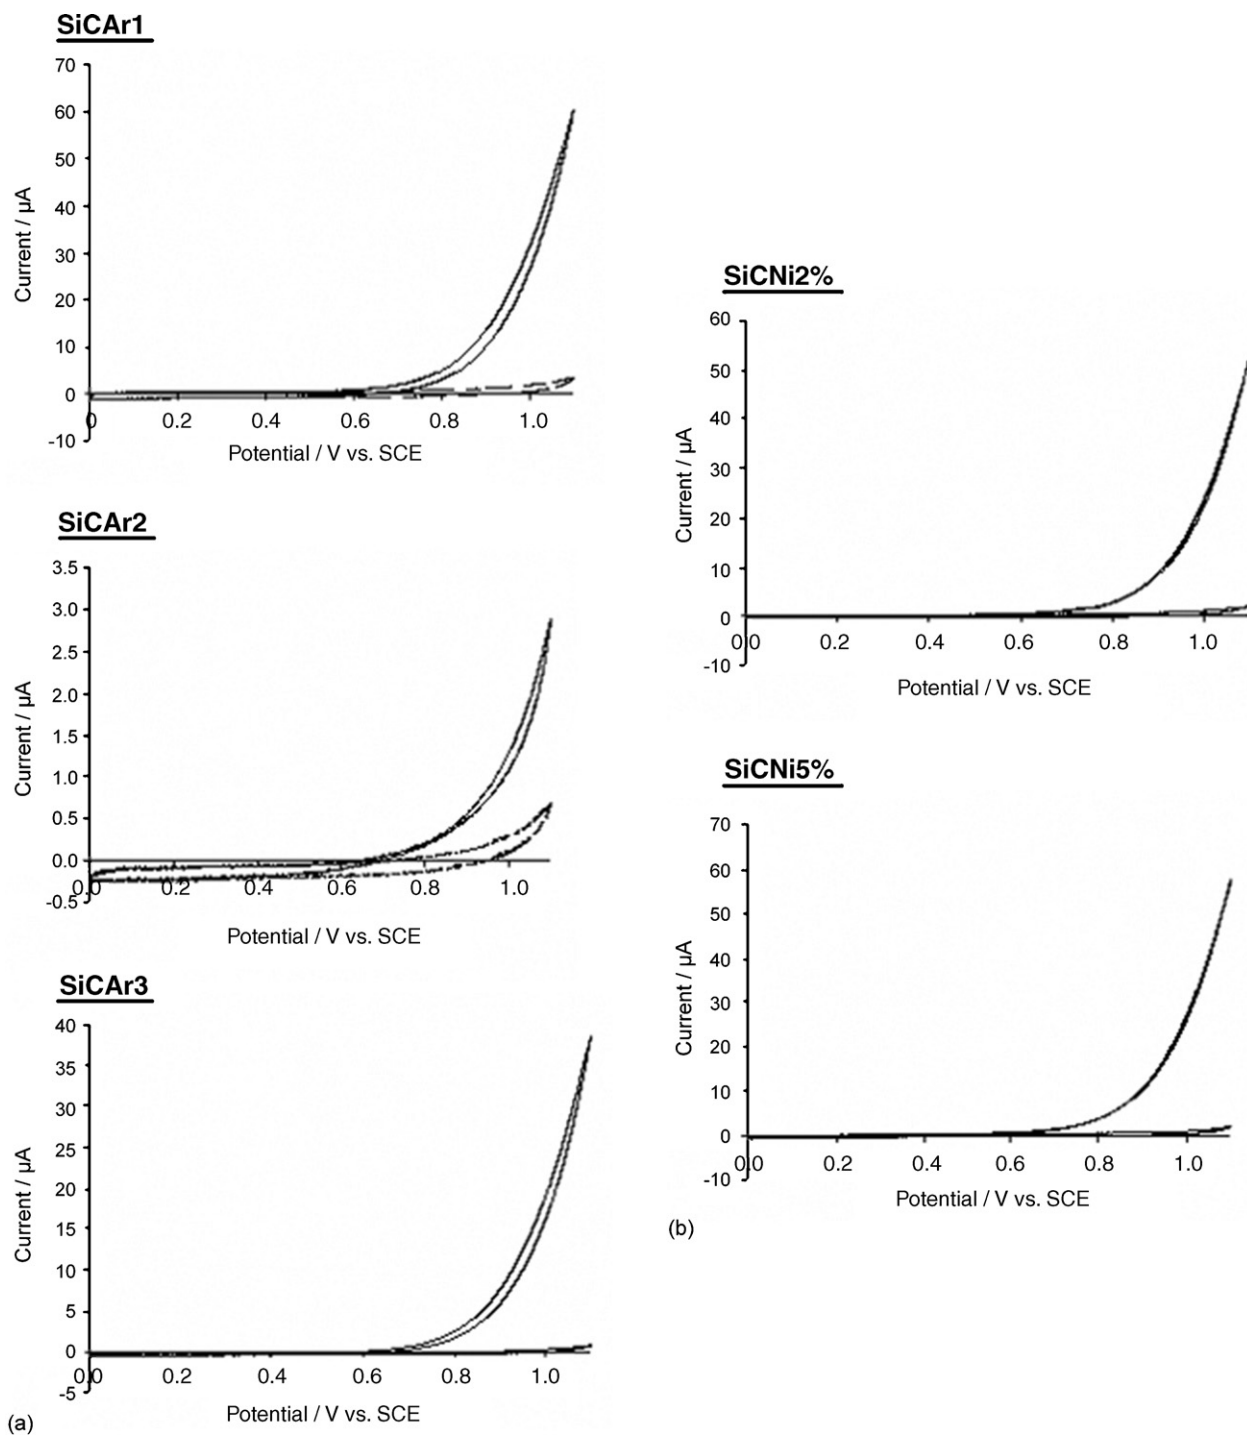 SiCAr1
70
60
50
40
30
20
10
0
-10
Current / µA
0 0.2 0.4 0.6 0.8 1.0
Potential / V vs. SCE
SiCAr2
3.5
3.0
2.5
2.0
1.5
1.0
0.5
0.0
-0.5
Current / µA
0.0 0.2 0.4 0.6 0.8 1.0
Potential / V vs. SCE
SiCAr3
40
35
30
25
20
15
10
5
0
-5
Current / µA
0.0 0.2 0.4 0.6 0.8 1.0
Potential / V vs. SCE
(a)
SiCNi2%
60
50
40
30
20
10
0
-10
Current / µA
0.0 0.2 0.4 0.6 0.8 1.0
Potential / V vs. SCE
SiCNi5%
70
60
50
40
30
20
10
0
-10
Current / µA
0.0 0.2 0.4 0.6 0.8 1.0
Potential / V vs. SCE
(b)